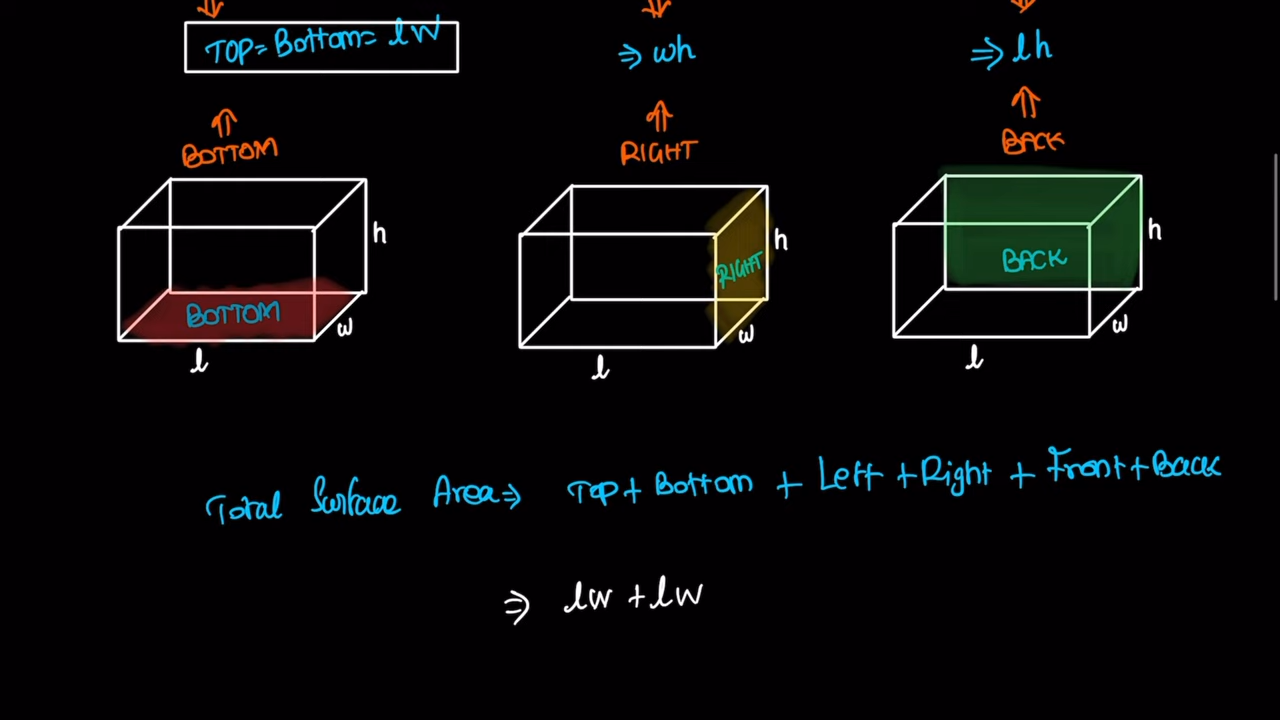 TOP = Bottom = lw
⇒ wh
⇒ lh
BOTTOM
RIGHT
BACK
h
h
h
BOTTOM
RIGHT
BACK
w
w
w
l
l
l
Total Surface Area ⇒ Top + Bottom + Left + Right + Front + Back
⇒ lw + lw